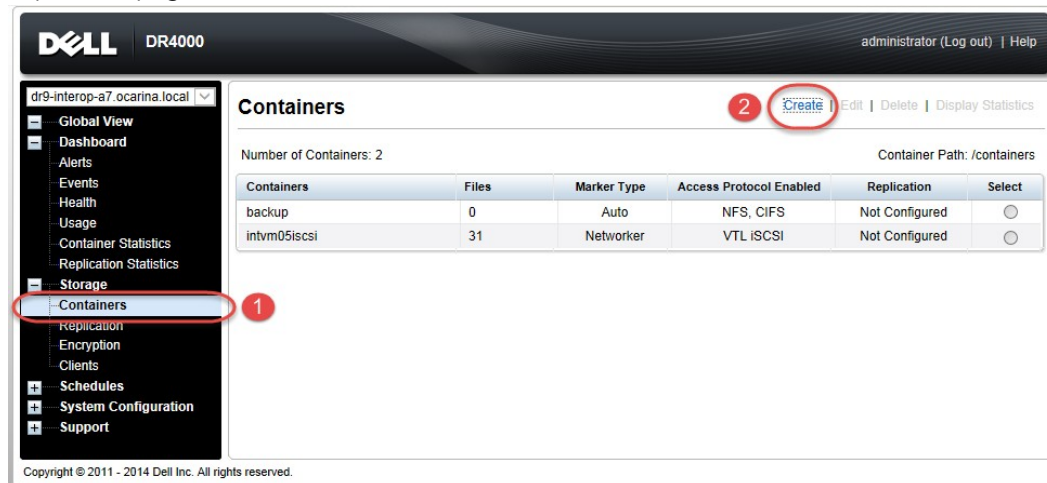 DELL DR4000
administrator (Log out) | Help
dr9-interop-a7.ocarina.local
Global View
Dashboard
Alerts
Events
Health
Usage
Container Statistics
Replication Statistics
Storage
Containers
Replication
Encryption
Clients
Schedules
System Configuration
Support
1
Containers
2
Create | Edit | Delete | Display Statistics
Number of Containers: 2
Container Path: /containers
Containers Files Marker Type Access Protocol Enabled Replication Select
backup 0 Auto NFS, CIFS Not Configured
intvm05iscsi 31 Networker VTL iSCSI Not Configured
Copyright © 2011 - 2014 Dell Inc. All rights reserved.